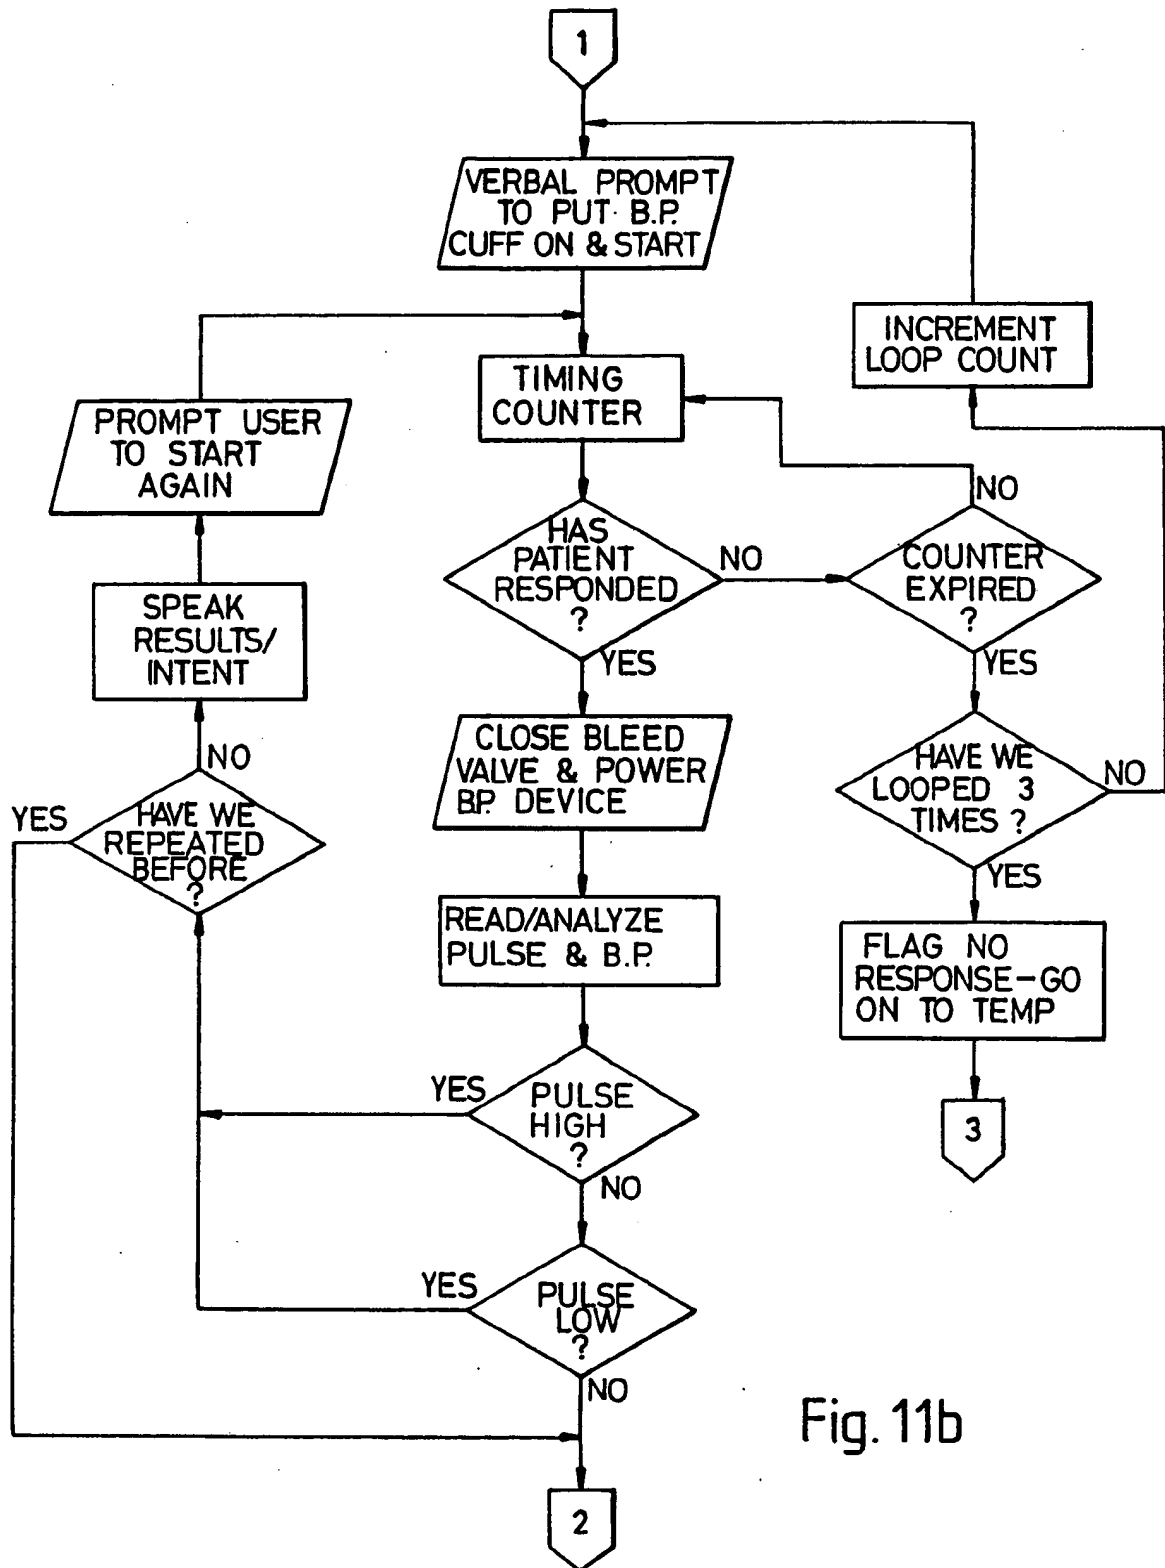 1
VERBAL PROMPT
TO PUT B.P.
CUFF ON & START
INCREMENT
LOOP COUNT
TIMING
COUNTER
PROMPT USER
TO START
AGAIN
NO
HAS
PATIENT
RESPONDED
?
NO
COUNTER
EXPIRED
?
YES
YES
SPEAK
RESULTS/
INTENT
CLOSE BLEED
VALVE & POWER
B.P. DEVICE
HAVE WE
LOOPED 3
TIMES ?
NO
YES
NO
YES
HAVE WE
REPEATED
BEFORE
?
READ/ANALYZE
PULSE & B.P.
FLAG NO
RESPONSE-GO
ON TO TEMP
3
YES
PULSE
HIGH
?
NO
YES
PULSE
LOW
?
NO
2
Fig. 11b